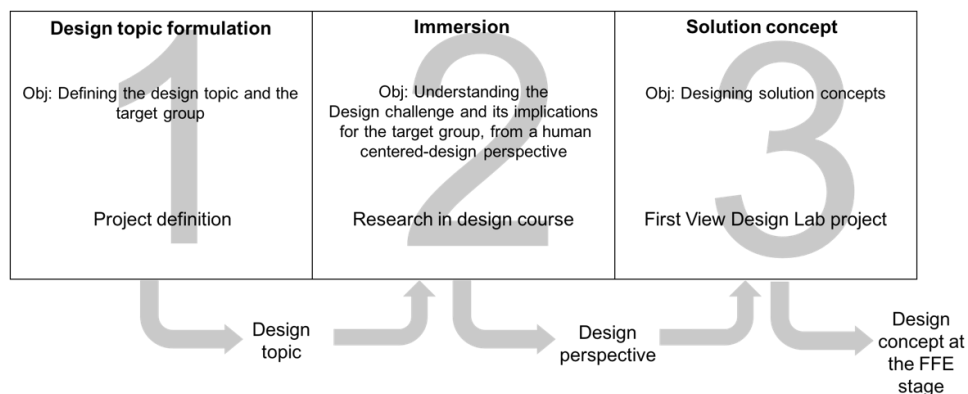 Design topic formulation
Obj: Defining the design topic and the
target group
Project definition
1
Immersion
Obj: Understanding the
Design challenge and its implications
for the target group, from a human
centered-design perspective
Research in design course
2
Solution concept
Obj: Designing solution concepts
First View Design Lab project
3
Design
topic
Design
perspective
Design
concept at
the FFE
stage